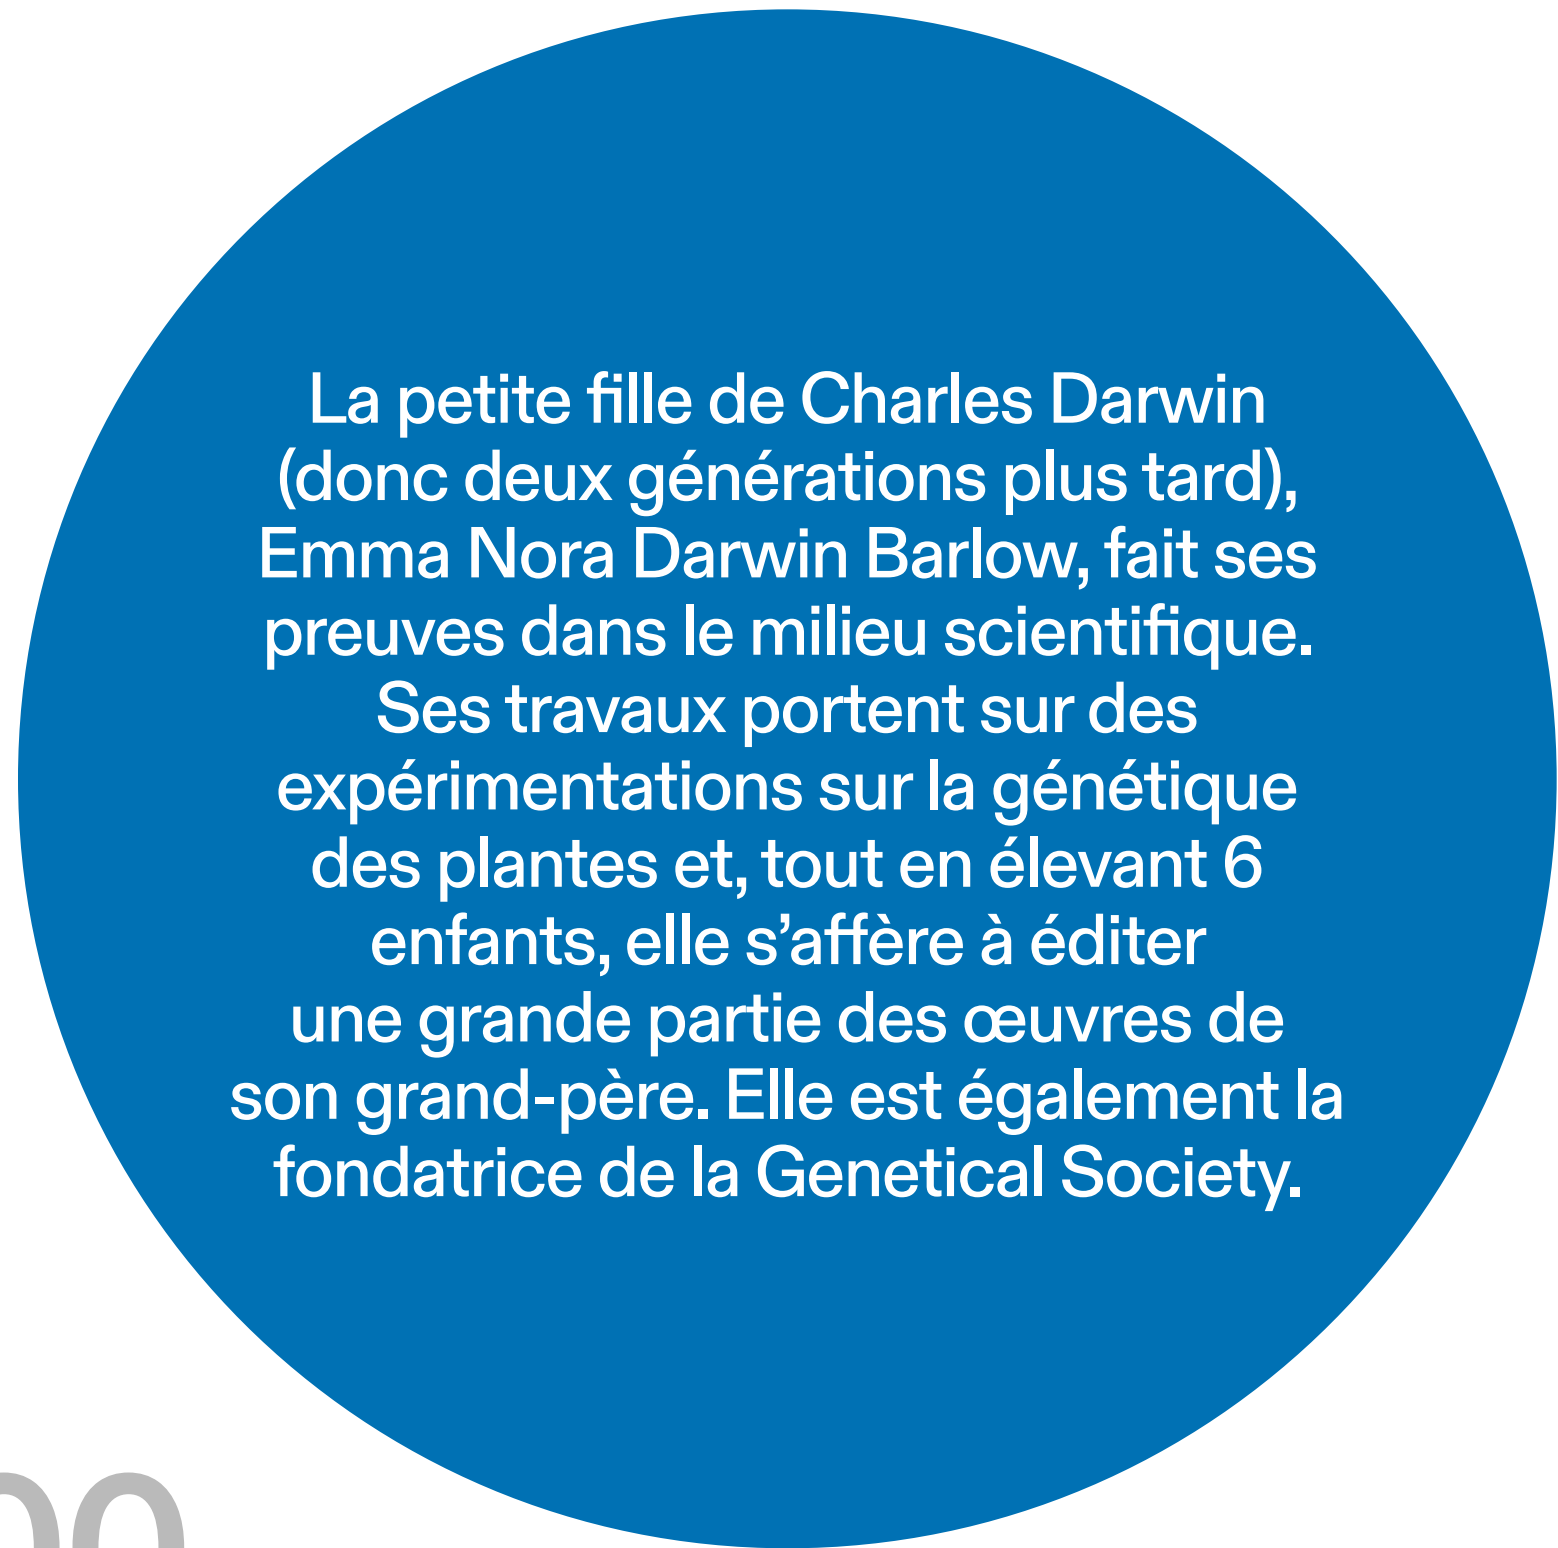 La petite fille de Charles Darwin
(donc deux générations plus tard),
Emma Nora Darwin Barlow, fait ses
preuves dans le milieu scientifique.
Ses travaux portent sur des
expérimentations sur la génétique
des plantes et, tout en élevant 6
enfants, elle s’affère à éditer
une grande partie des œuvres de
son grand-père. Elle est également la
fondatrice de la Genetical Society.